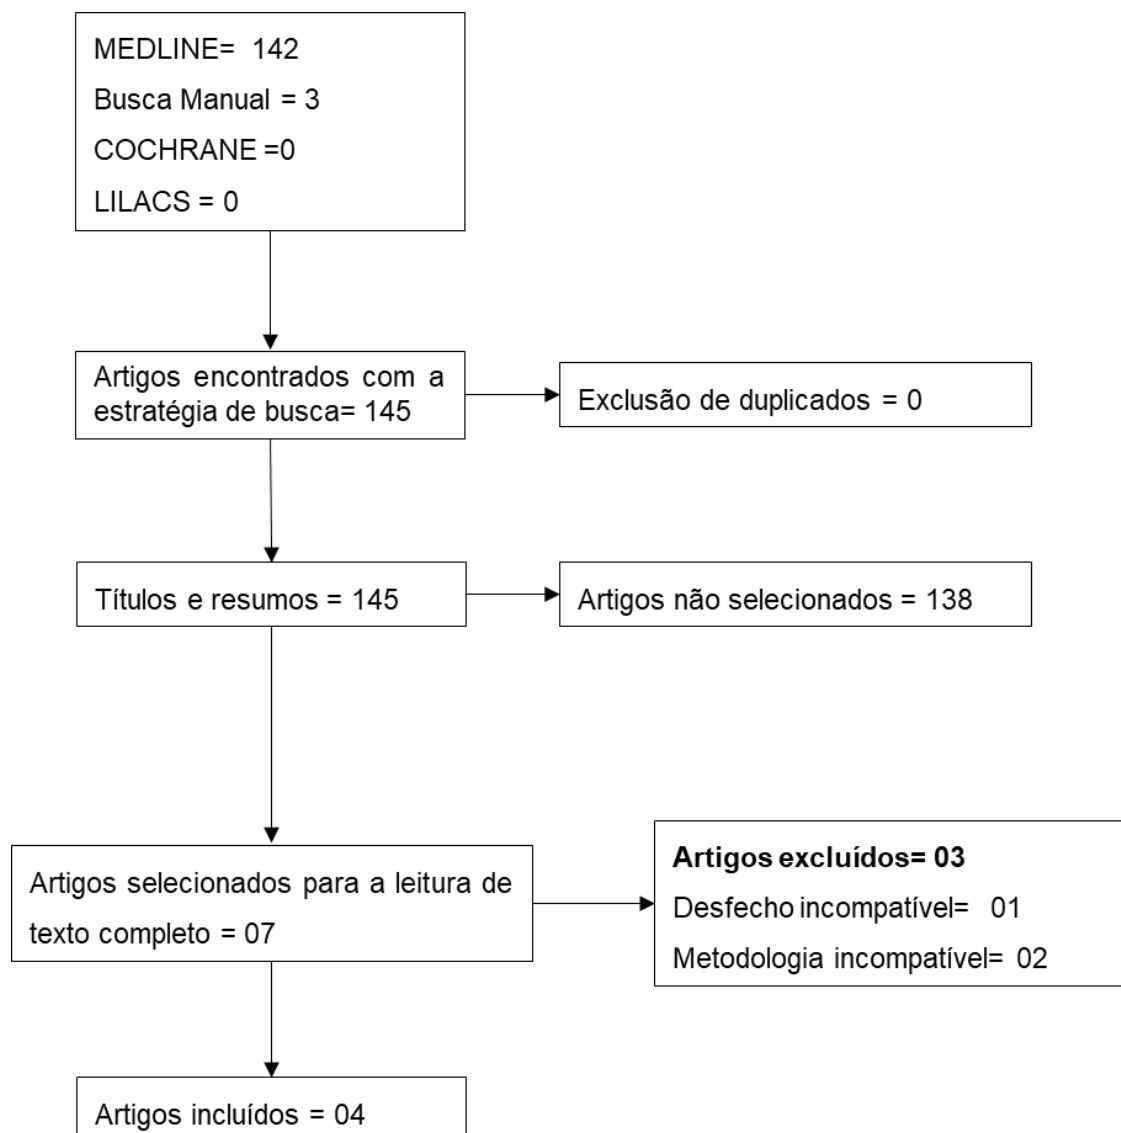 MEDLINE= 142
Busca Manual = 3
COCHRANE =0
LILACS = 0
Artigos encontrados com a
estratégia de busca= 145
Exclusão de duplicados = 0
Títulos e resumos = 145
Artigos não selecionados = 138
Artigos selecionados para a leitura de
texto completo = 07
Artigos excluídos= 03
Desfecho incompatível= 01
Metodologia incompatível= 02
Artigos incluídos = 04